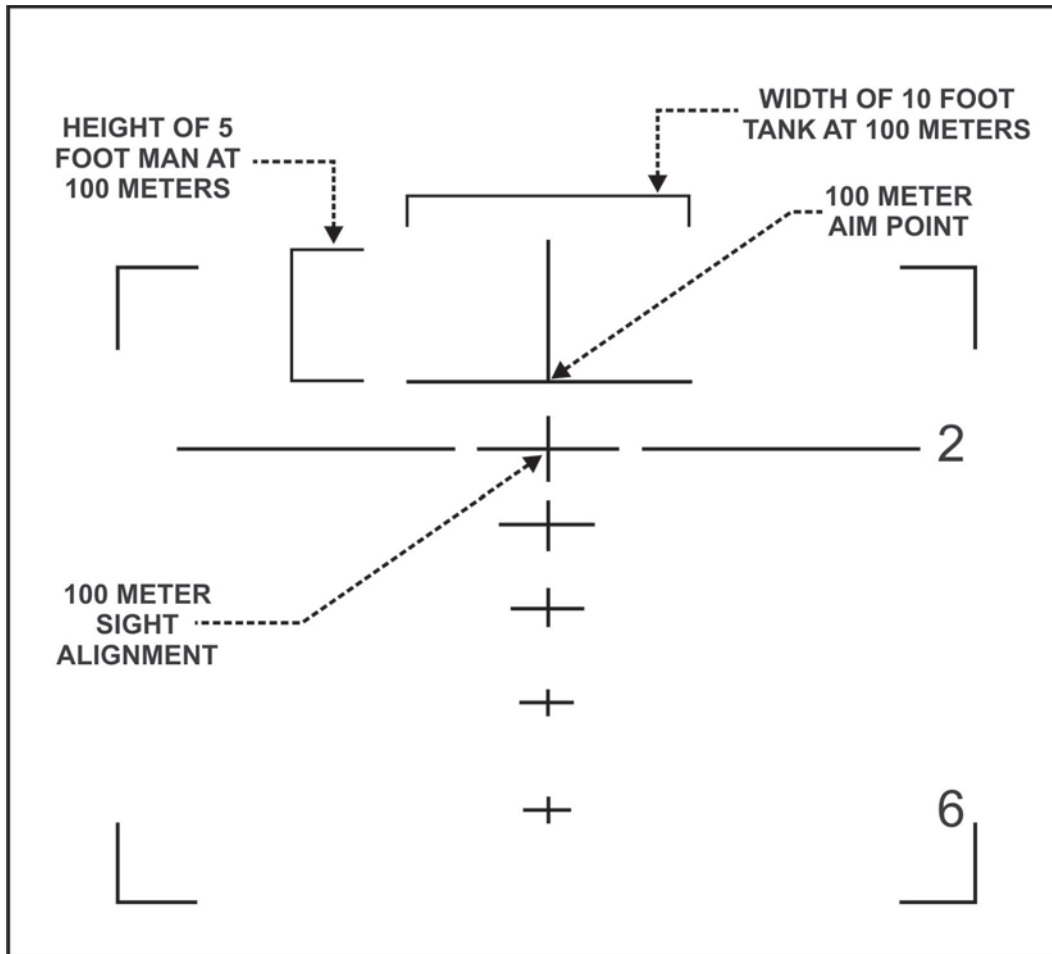 HEIGHT OF 5
FOOT MAN AT
100 METERS
WIDTH OF 10 FOOT
TANK AT 100 METERS
100 METER
AIM POINT
2
100 METER
SIGHT
ALIGNMENT
6